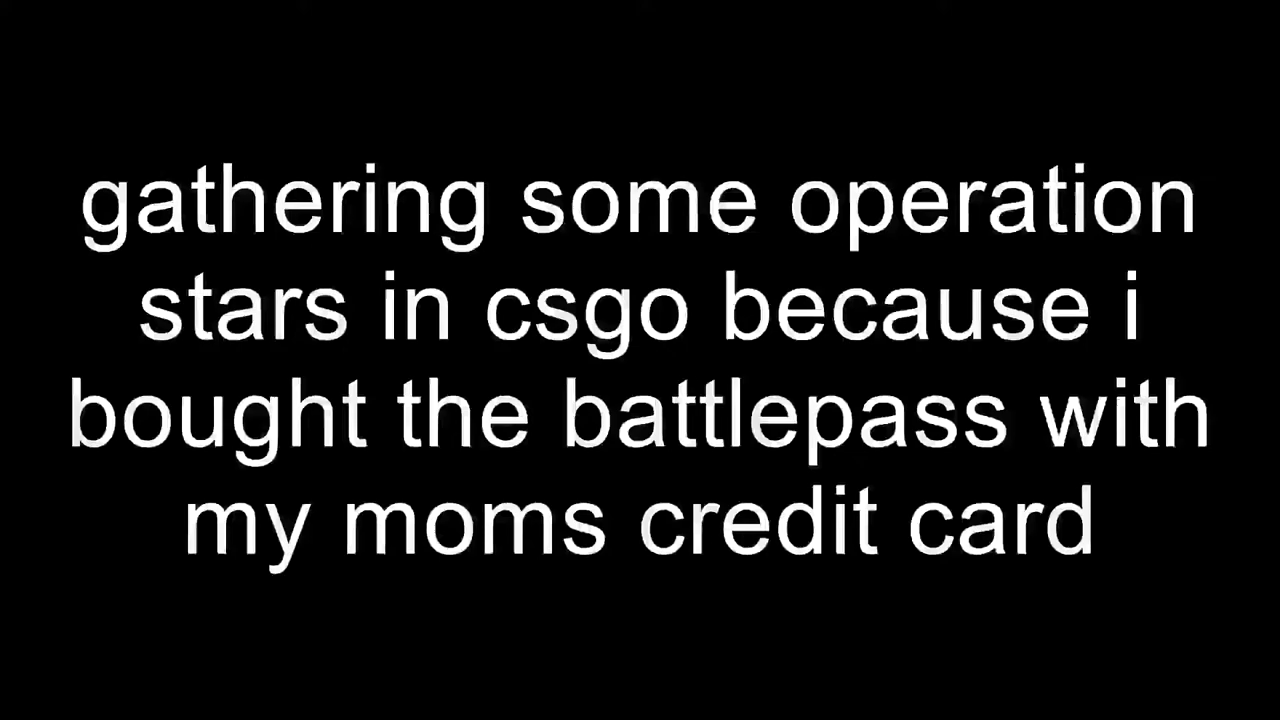 gathering some operation
stars in csgo because i
bought the battlepass with
my moms credit card